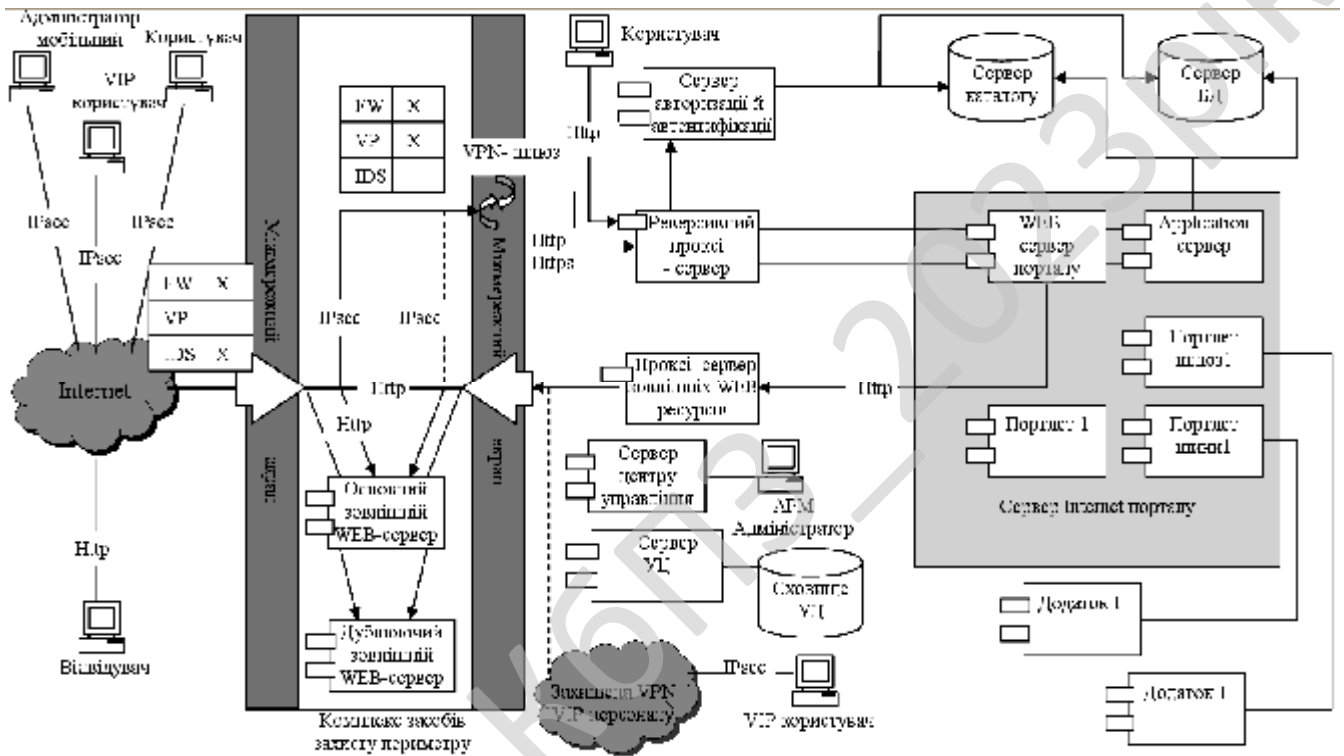 Адміністратор
мобільний
Користувач
VIP
користувач
IPsec
IPsec
IPsec
FW X
VP
IDS X
Internet
Http
Відвідувач
Міжмережний
екран
FW X
VP X
IDS
VPN- шлюз
IPsec
IPsec
Http
Http
Основний
зовнішній
WEB-сервер
Дублюючий
зовнішній
WEB-сервер
Комплекс засобів
захисту периметру
Міжмережний
екран
Користувач
Http
Http
Https
Сервер
авторизації й
автентифікації
Реверсивний
проксі
- сервер
Сервер
каталогу
Сервер
БД
WEB
сервер
порталу
Application
сервер
Портлет
шлюз1
Портлет 1
Портлет
шлюз1
Сервер Internet порталу
Проксі- сервер
зовнішніх WEB
ресурсів
Http
Сервер
центру
управління
АРМ
Адміністратор
Сервер
УЦ
Сховище
УЦ
Захищена VPN
VIP персоналу
IPsec
VIP користувач
Додаток 1
Додаток 1
КбПЗ_2023рік